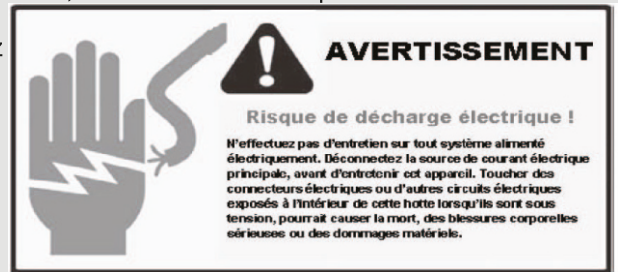 AVERTISSEMENT
Risque de décharge électrique !
N'effectuez pas d'entretien sur tout système alimenté
électriquement. Déconnectez la source de courant électrique
principale, avant d'entretenir cet appareil. Toucher des
connecteurs électriques ou d'autres circuits électriques
exposés à l'intérieur de cette hotte lorsqu'ils sont sous
tension, pourrait causer la mort, des blessures corporelles
sérieuses ou des dommages matériels.